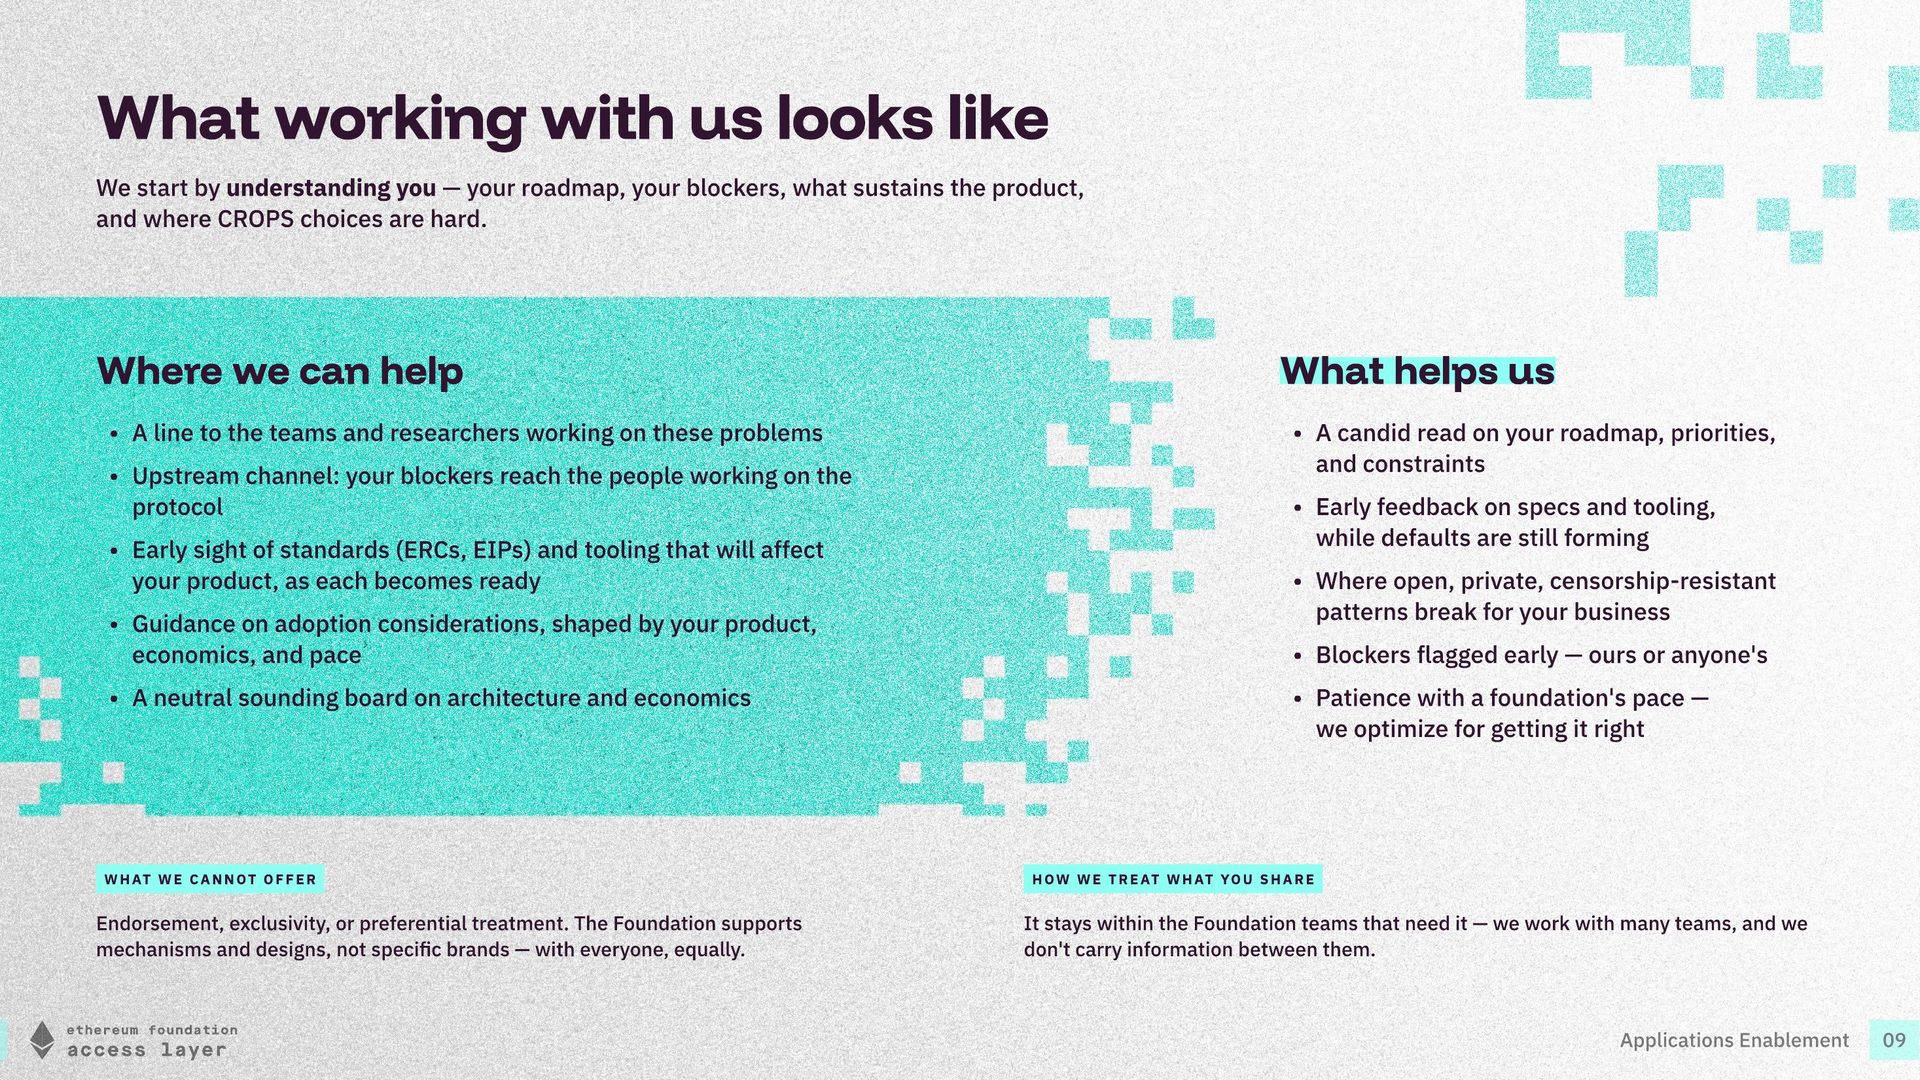 What working with us looks like
We start by understanding you — your roadmap, your blockers, what sustains the product,
and where CROPS choices are hard.
Where we can help
• A line to the teams and researchers working on these problems
• Upstream channel: your blockers reach the people working on the
protocol
• Early sight of standards (ERCs, EIPs) and tooling that will affect
your product, as each becomes ready
• Guidance on adoption considerations, shaped by your product,
economics, and pace
• A neutral sounding board on architecture and economics
What helps us
• A candid read on your roadmap, priorities,
and constraints
• Early feedback on specs and tooling,
while defaults are still forming
• Where open, private, censorship-resistant
patterns break for your business
• Blockers flagged early — ours or anyone's
• Patience with a foundation's pace —
we optimize for getting it right
WHAT WE CANNOT OFFER
Endorsement, exclusivity, or preferential treatment. The Foundation supports
mechanisms and designs, not specific brands — with everyone, equally.
HOW WE TREAT WHAT YOU SHARE
It stays within the Foundation teams that need it — we work with many teams, and we
don't carry information between them.
ethereum foundation
access layer
Applications Enablement 09